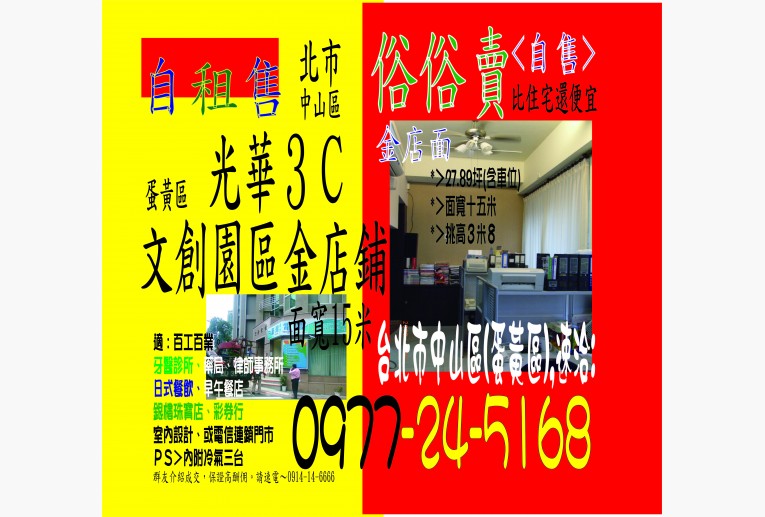 自租售
北市
中山區
蛋黃區
光華3C
文創園區金店鋪
面寬15米
適：百工百業
牙醫診所、藥局、律師事務所
日式餐飲、早午餐店
銀樓珠寶店、彩券行
室內設計、或電信連鎖門市
PS>內附冷氣三台
群友介紹成交，保證高酬佣。請速電～0914-14-6666
俗俗賣
<自售>
比住宅還便宜
金店面
*>27.89坪(含車位)
*>面寬十五米
*>挑高3米8
台北市中山區(蛋黃區),速洽:
0977-24-5168